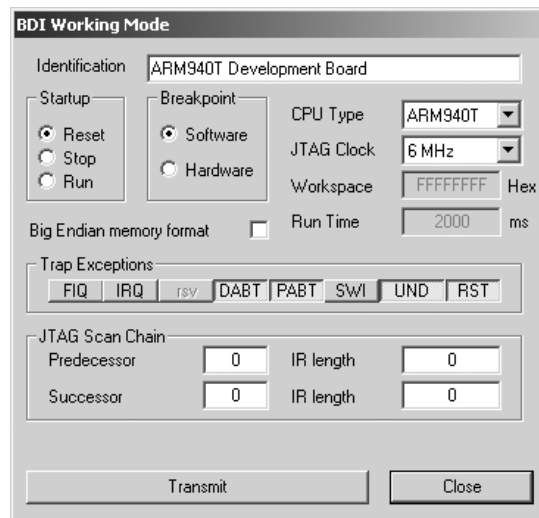 BDI Working Mode
Identification ARM940T Development Board
Startup Breakpoint
CPU Type ARM940T
Reset Software
JTAG Clock 6 MHz
Stop
Run Hardware
Workspace FFFFFFFF Hex
Big Endian memory format Run Time 2000 ms
Trap Exceptions
FIQ IRQ rsv DABT PABT SWI UND RST
JTAG Scan Chain
Predecessor 0 IR length 0
Successor 0 IR length 0
Transmit Close